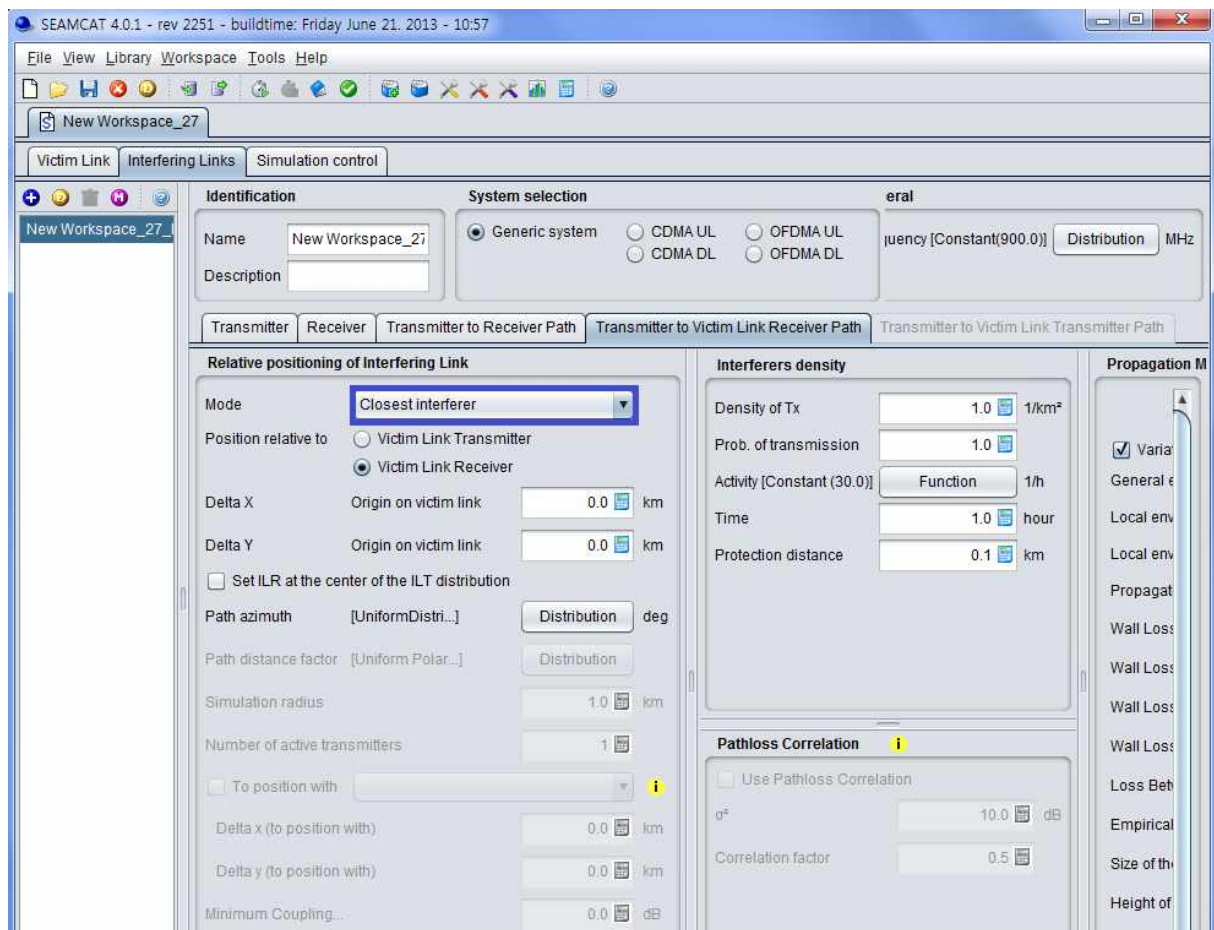 SEAMCAT 4.0.1 - rev 2251 - buildtime: Friday June 21. 2013 - 10:57
File View Library Workspace Tools Help
New Workspace_27
Victim Link Interfering Links Simulation control
Identification System selection eral
New Workspace_27_
Name New Workspace_27 Generic system CDMA UL OFDMA UL quency [Constant(900.0)] Distribution MHz
CDMA DL OFDMA DL
Description
Transmitter Receiver Transmitter to Receiver Path Transmitter to Victim Link Receiver Path Transmitter to Victim Link Transmitter Path
Relative positioning of Interfering Link
Mode Closest interferer
Position relative to Victim Link Transmitter
Victim Link Receiver
Delta X Origin on victim link 0.0 km
Delta Y Origin on victim link 0.0 km
Set ILR at the center of the ILT distribution
Path azimuth [UniformDistri...] Distribution deg
Path distance factor [Uniform Polar...] Distribution
Simulation radius 1.0 km
Number of active transmitters 1
To position with i
Delta x (to position with) 0.0 km
Delta y (to position with) 0.0 km
Minimum Coupling... 0.0 dB
Interferers density
Density of Tx 1.0 1/km²
Prob. of transmission 1.0
Activity [Constant (30.0)] Function 1/h
Time 1.0 hour
Protection distance 0.1 km
Pathloss Correlation i
Use Pathloss Correlation
σ² 10.0 dB
Correlation factor 0.5
Propagation M
Variat
General e
Local env
Local env
Propagat
Wall Loss
Wall Loss
Wall Loss
Wall Loss
Loss Betw
Empirical
Size of the
Height of